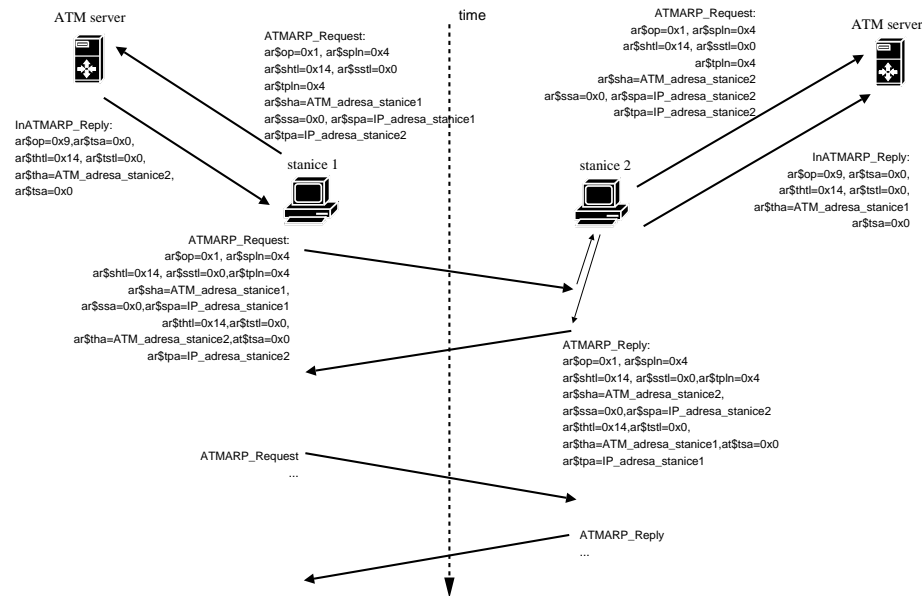 ATM server
ATMARP_Request:
ar$op=0x1, ar$spln=0x4
ar$shtl=0x14, ar$sstl=0x0
ar$tpln=0x4
ar$sha=ATM_adresa_stanice1
ar$ssa=0x0, ar$spa=IP_adresa_stanice1
ar$tpa=IP_adresa_stanice2
InATMARP_Reply:
ar$op=0x9,ar$tsa=0x0,
ar$thtl=0x14, ar$tstl=0x0,
ar$tha=ATM_adresa_stanice2,
ar$tsa=0x0
stanice 1
time
ATMARP_Request:
ar$op=0x1, ar$spln=0x4
ar$shtl=0x14, ar$sstl=0x0
ar$tpln=0x4
ar$sha=ATM_adresa_stanice2
ar$ssa=0x0, ar$spa=IP_adresa_stanice2
ar$tpa=IP_adresa_stanice2
ATM server
stanice 2
InATMARP_Reply:
ar$op=0x9, ar$tsa=0x0,
ar$thtl=0x14, ar$tstl=0x0,
ar$tha=ATM_adresa_stanice1
ar$tsa=0x0
ATMARP_Request:
ar$op=0x1, ar$spln=0x4
ar$shtl=0x14, ar$sstl=0x0,ar$tpln=0x4
ar$sha=ATM_adresa_stanice1,
ar$ssa=0x0,ar$spa=IP_adresa_stanice1
ar$thtl=0x14,ar$tstl=0x0,
ar$tha=ATM_adresa_stanice2,at$tsa=0x0
ar$tpa=IP_adresa_stanice2
ATMARP_Reply:
ar$op=0x1, ar$spln=0x4
ar$shtl=0x14, ar$sstl=0x0,ar$tpln=0x4
ar$sha=ATM_adresa_stanice2,
ar$ssa=0x0,ar$spa=IP_adresa_stanice2
ar$thtl=0x14,ar$tstl=0x0,
ar$tha=ATM_adresa_stanice1,at$tsa=0x0
ar$tpa=IP_adresa_stanice1
ATMARP_Request
...
ATMARP_Reply
...